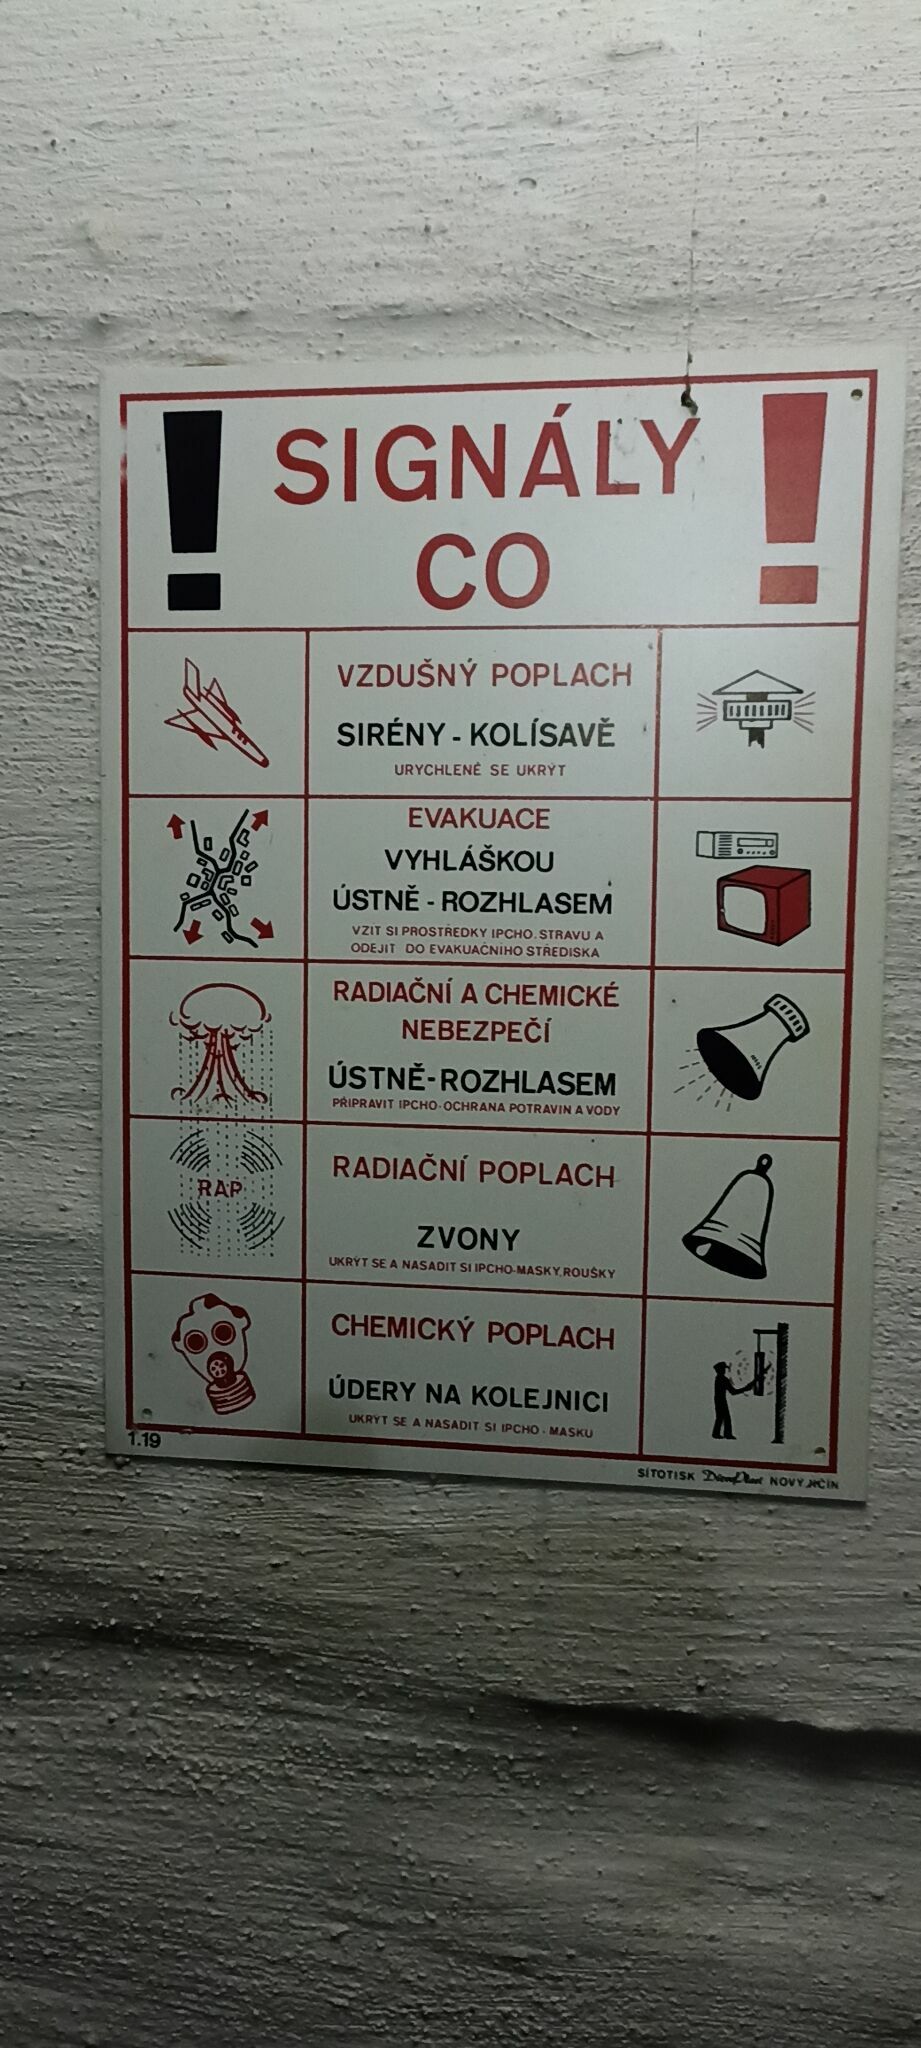 SIGNÁLY
CO
VZDUŠNÝ POPLACH
SIRÉNY - KOLÍSAVĚ
URYCHLENĚ SE UKRÝT
EVAKUACE
VYHLÁŠKOU
ÚSTNĚ - ROZHLASEM
VZÍT SI PROSTŘEDKY IPCHO. STRAVU A
ODEJÍT DO EVAKUAČNÍHO STŘEDISKA
RADIAČNÍ A CHEMICKÉ
NEBEZPEČÍ
ÚSTNĚ-ROZHLASEM
PŘIPRAVIT IPCHO-OCHRANA POTRAVIN A VODY
RAP
RADIAČNÍ POPLACH
ZVONY
UKRÝT SE A NASADIT SI IPCHO-MASKY, ROUŠKY
CHEMICKÝ POPLACH
ÚDERY NA KOLEJNICI
UKRÝT SE A NASADIT SI IPCHO - MASKU
1.19
SÍTOTISK NOVÝ JIČÍN